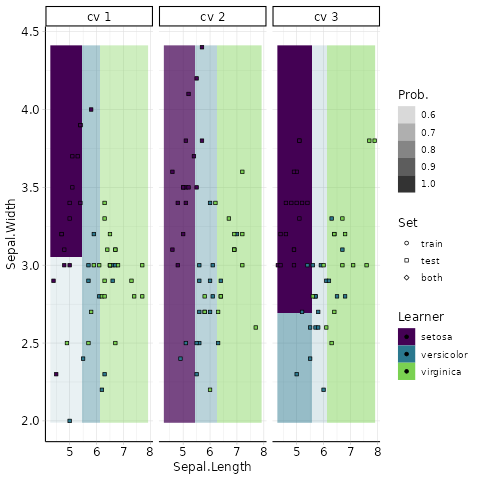 cv 1 cv 2 cv 3
4.5
4.0
3.5
3.0
2.5
2.0
Sepal.Width
5 6 7 8 5 6 7 8 5 6 7 8
Sepal.Length
Prob.
0.6
0.7
0.8
0.9
1.0
Set
train
test
both
Learner
setosa
versicolor
virginica